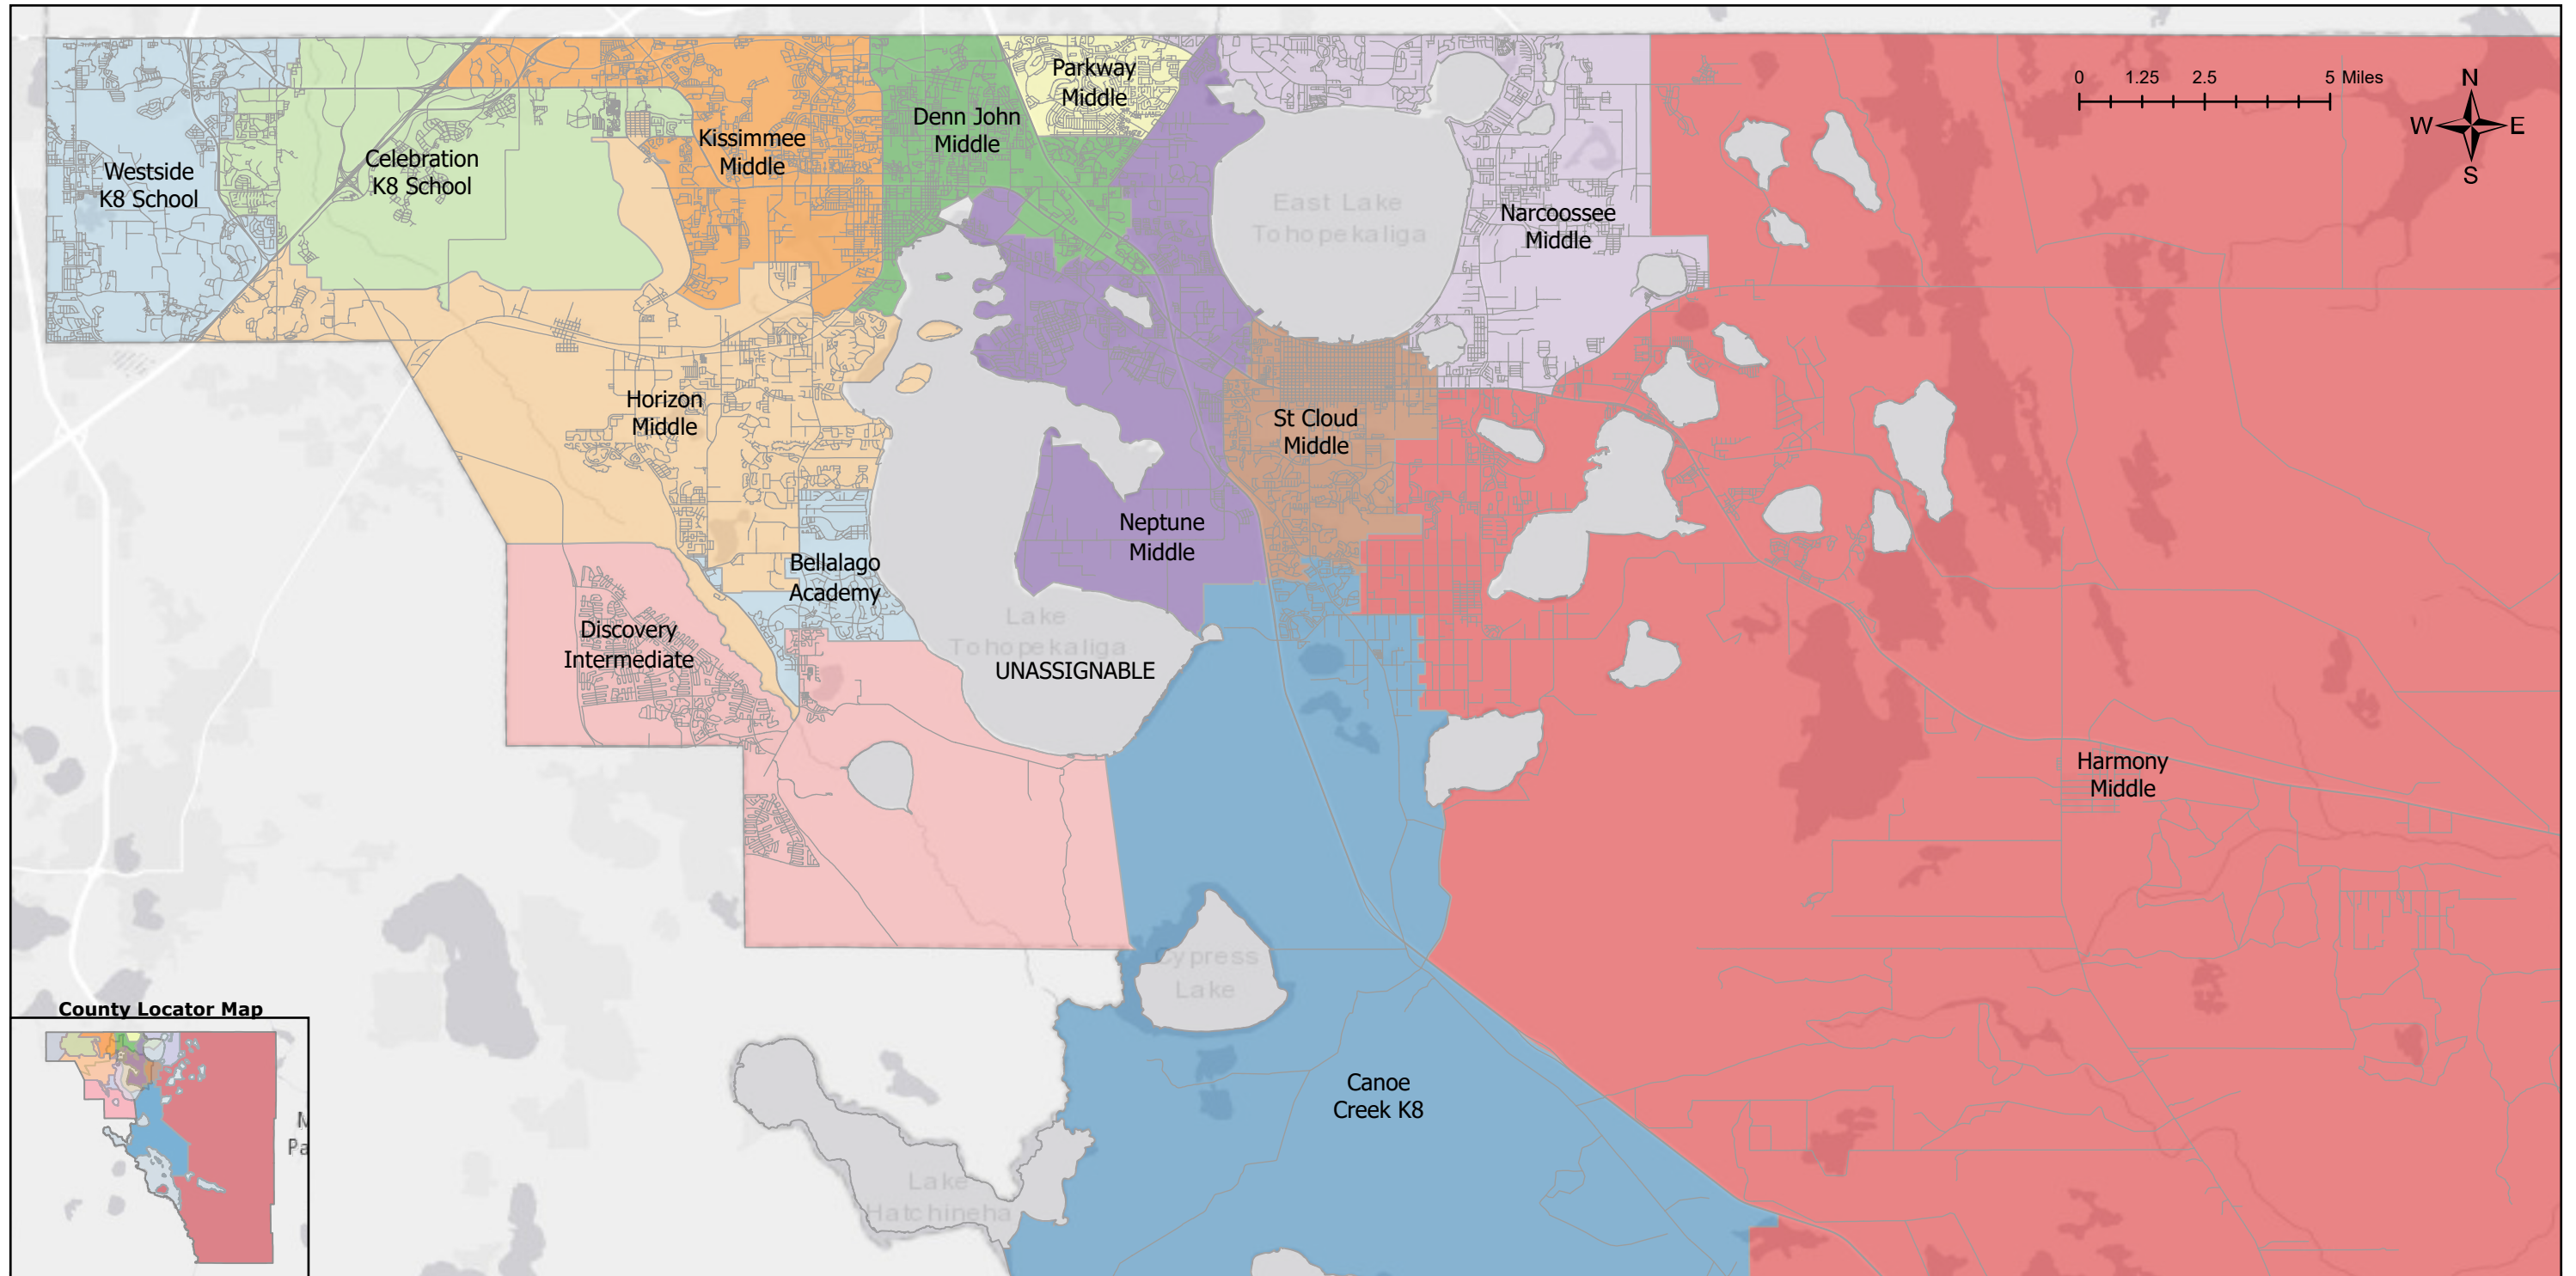 Parkway
Middle
0 1.25 2.5 5 Miles
N
W E
S
Denn John
Middle
Kissimmee
Middle
Celebration
K8 School
Westside
K8 School
East Lake
Tohopekaliga
Narcoossee
Middle
Horizon
Middle
St Cloud
Middle
Neptune
Middle
Bellalago
Academy
Discovery
Intermediate
Lake
Tohopekaliga
UNASSIGNABLE
Harmony
Middle
Cypress
Lake
Canoe
Creek K8
Lake
Hatchineha
County Locator Map
Pa